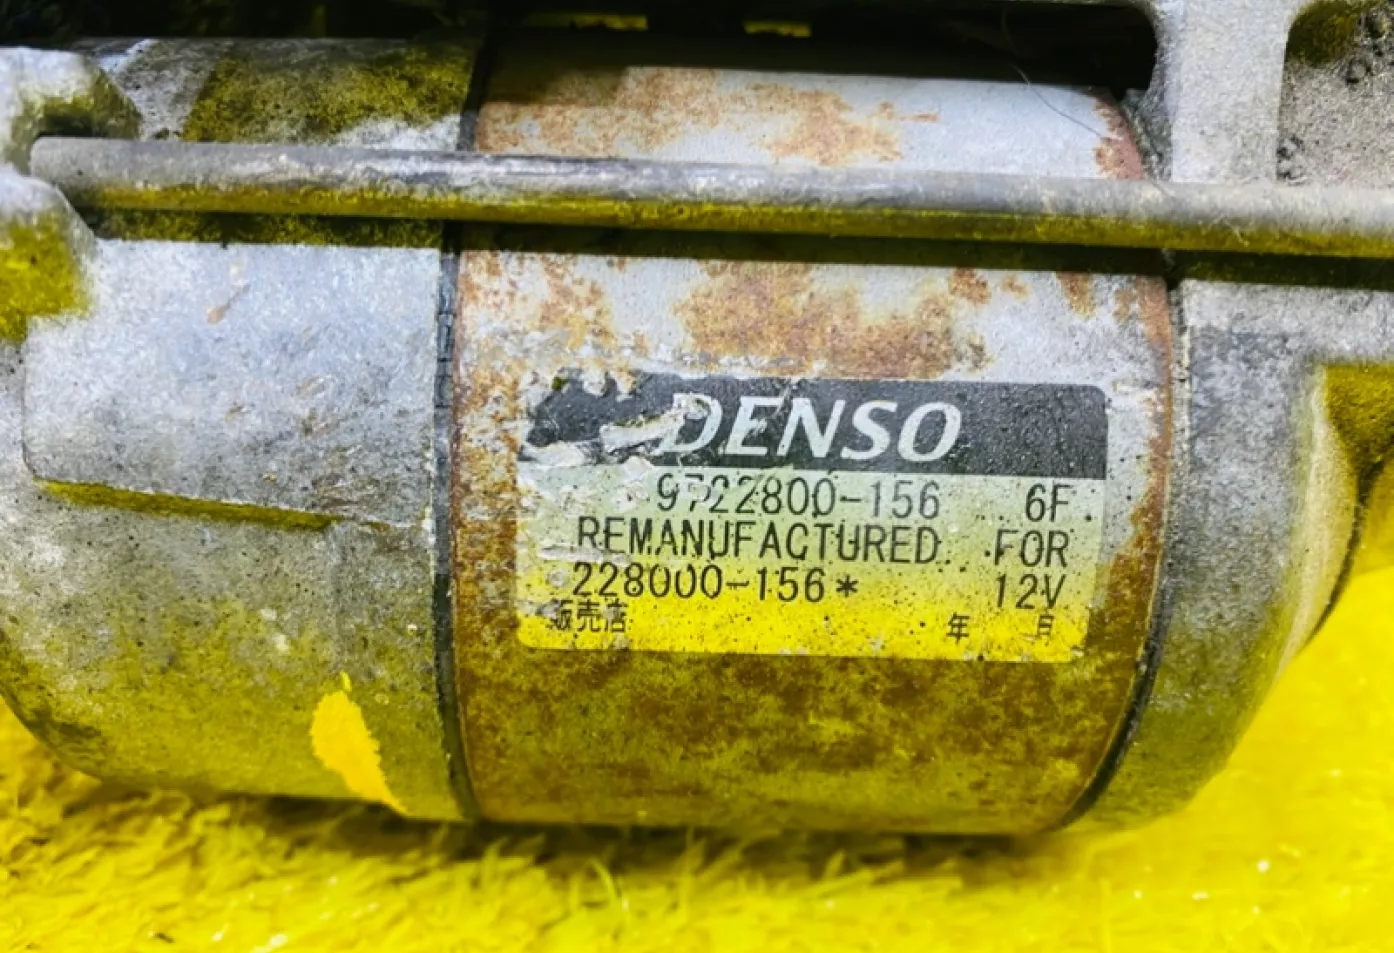 DENSO
9722800-156 6F
REMANUFACTURED FOR
228000-156* 12V
販売店 年 月